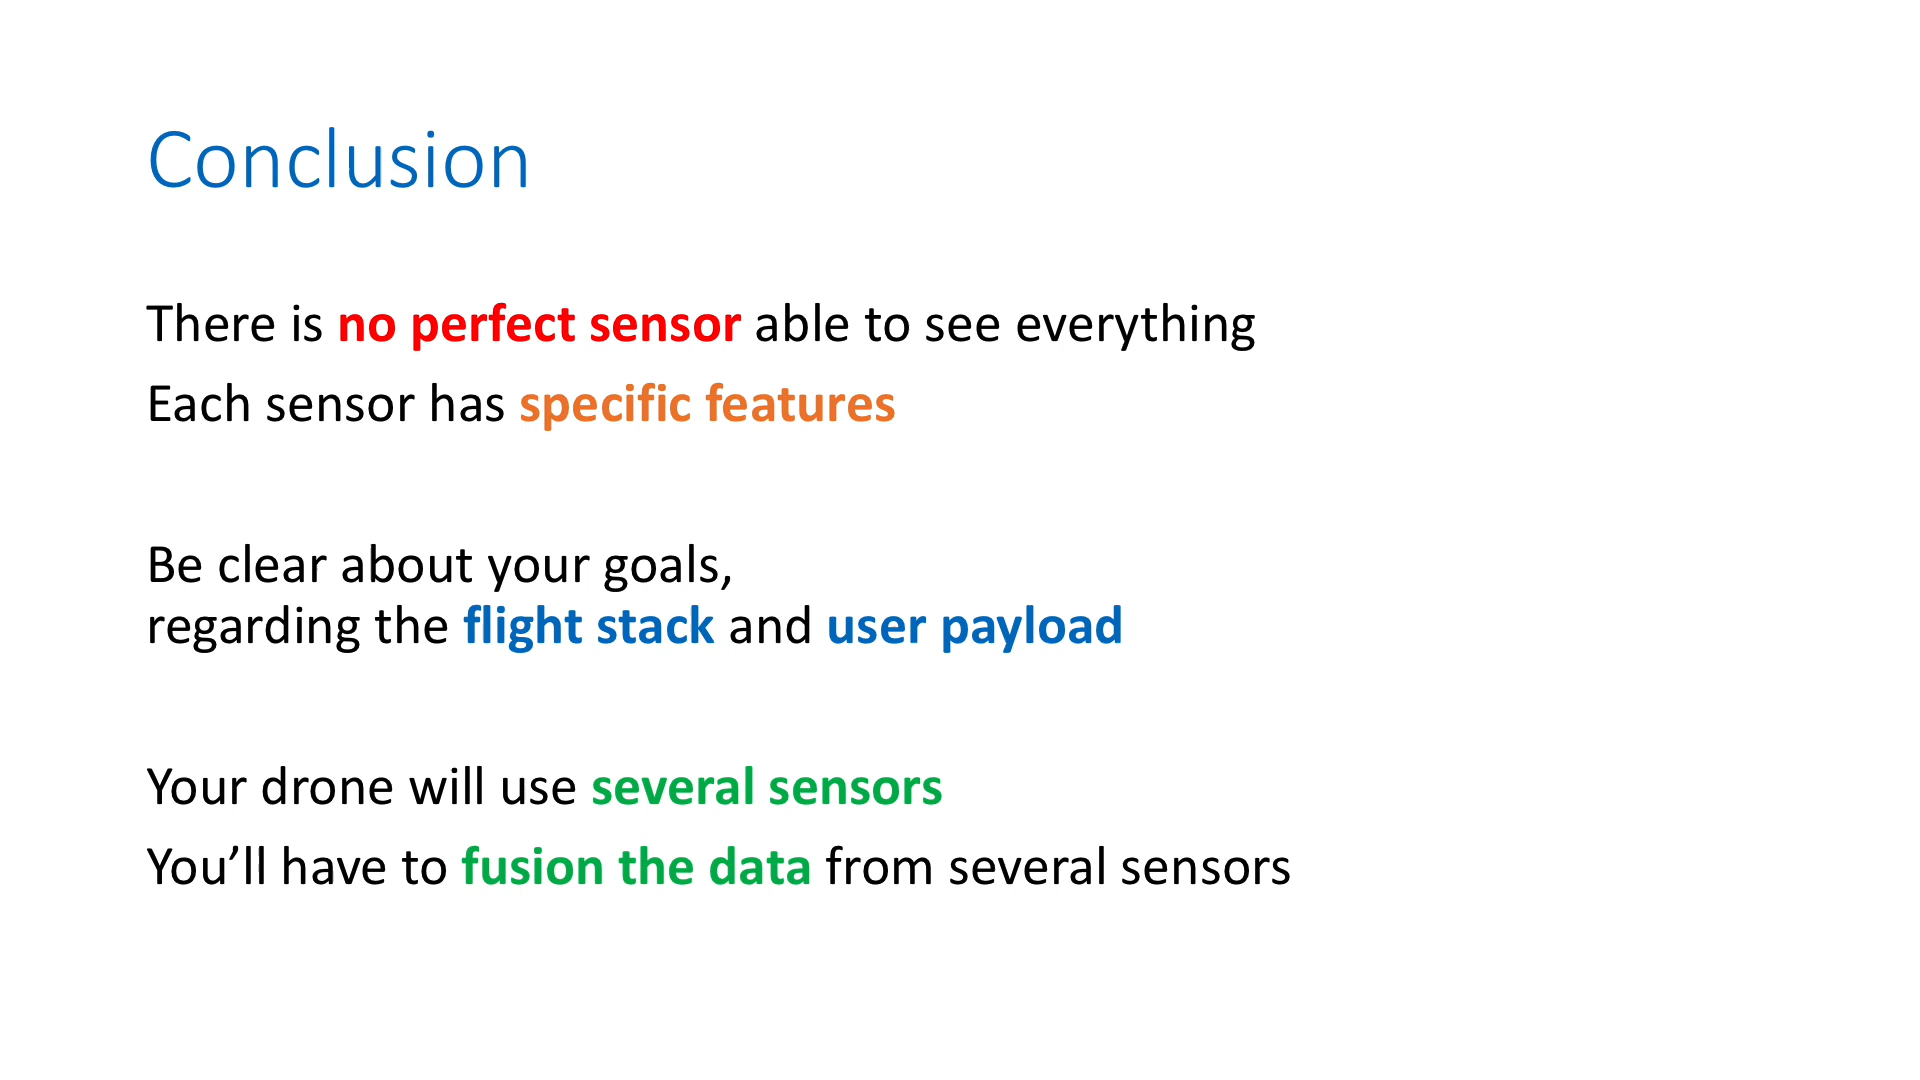 Conclusion
There is no perfect sensor able to see everything
Each sensor has specific features
Be clear about your goals,
regarding the flight stack and user payload
Your drone will use several sensors
You’ll have to fusion the data from several sensors